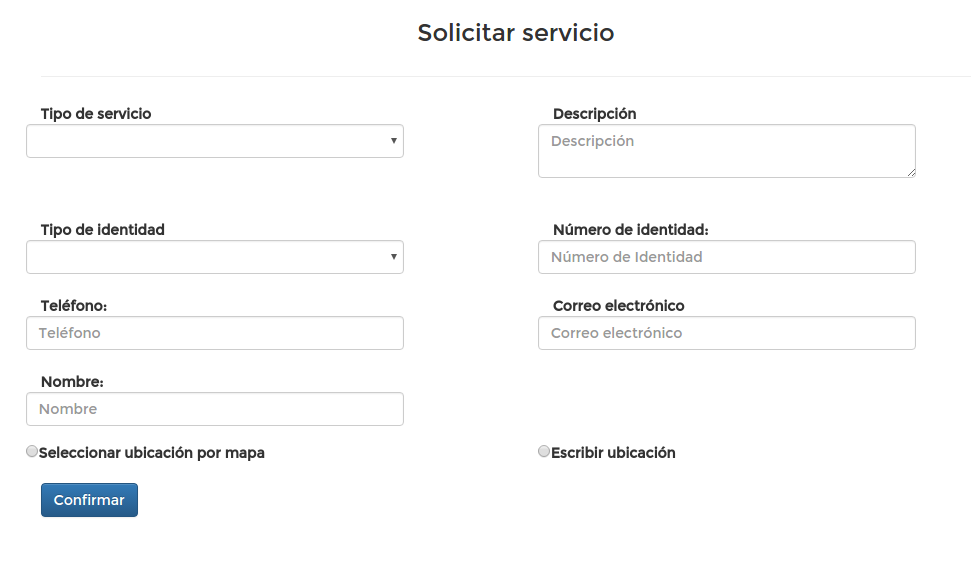 Solicitar servicio
Tipo de servicio
Descripción
Descripción
Tipo de identidad
Número de identidad:
Número de Identidad
Teléfono:
Correo electrónico
Teléfono
Correo electrónico
Nombre:
Nombre
Seleccionar ubicación por mapa
Escribir ubicación
Confirmar